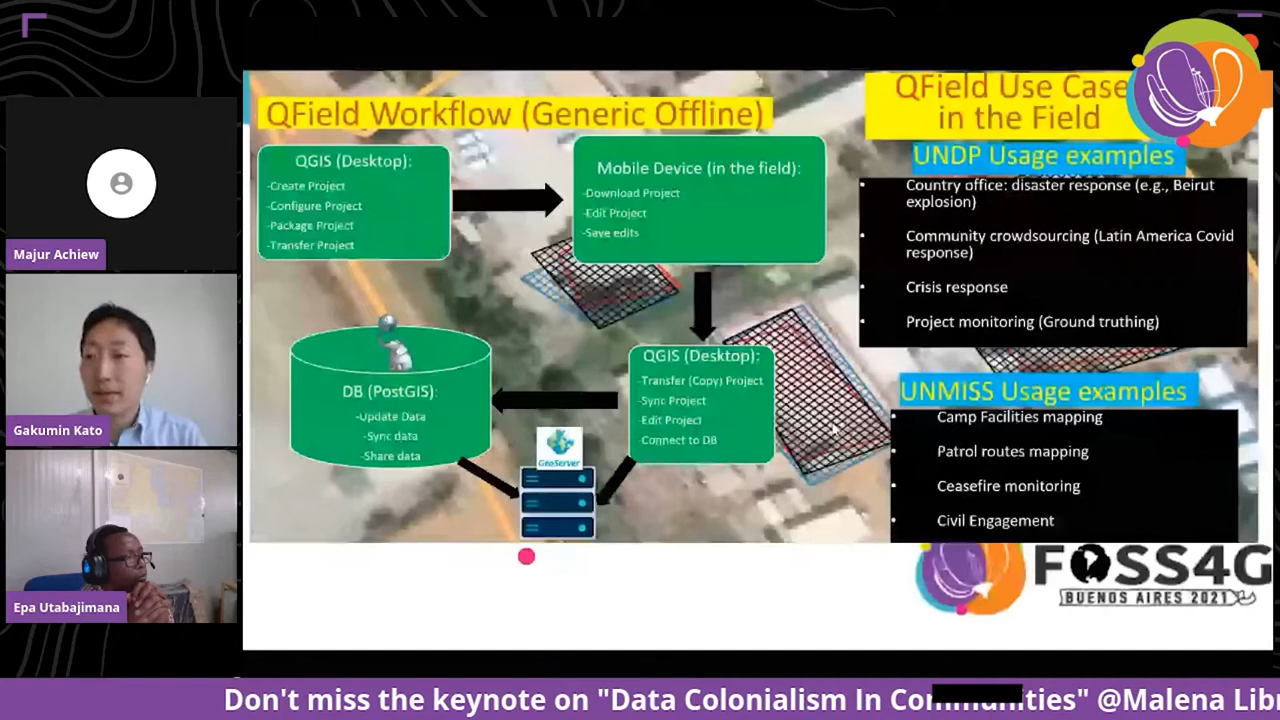 QField Workflow (Generic Offline)
QGIS (Desktop):
-Create Project
-Configure Project
-Package Project
-Transfer Project
Mobile Device (in the field):
-Download Project
-Edit Project
-Save edits
QGIS (Desktop):
-Transfer (Copy) Project
-Sync Project
-Edit Project
-Connect to DB
DB (PostGIS):
-Update Data
-Sync data
-Share data
GeoServer
QField Use Case
in the Field
UNDP Usage examples
Country office: disaster response (e.g., Beirut
explosion)
Community crowdsourcing (Latin America Covid
response)
Crisis response
Project monitoring (Ground truthing)
UNMISS Usage examples
Camp Facilities mapping
Patrol routes mapping
Ceasefire monitoring
Civil Engagement
Majur Achiew
Gakumin Kato
Epa Utabajimana
FOSS4G
BUENOS AIRES 2021
Don't miss the keynote on "Data Colonialism In @Malena